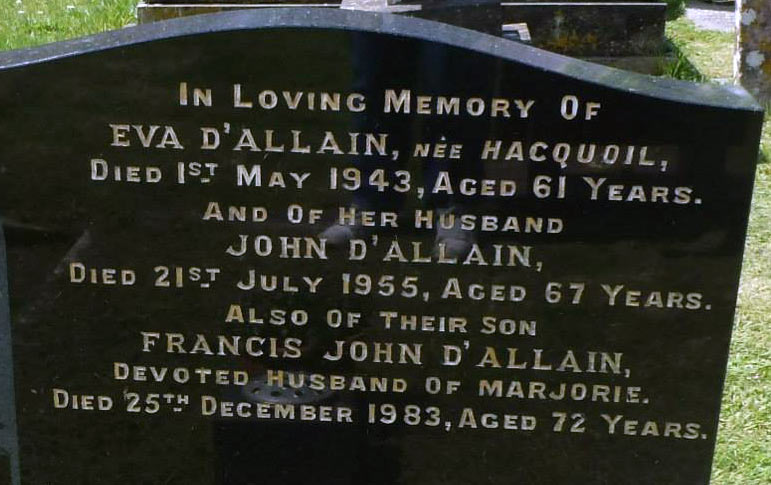 IN LOVING MEMORY OF
EVA D'ALLAIN, NÈE HACQUOIL,
DIED 1ST MAY 1943, AGED 61 YEARS.
AND OF HER HUSBAND
JOHN D'ALLAIN,
DIED 21ST JULY 1955, AGED 67 YEARS.
ALSO OF THEIR SON
FRANCIS JOHN D'ALLAIN,
DEVOTED HUSBAND OF MARJORIE.
DIED 25TH DECEMBER 1983, AGED 72 YEARS.